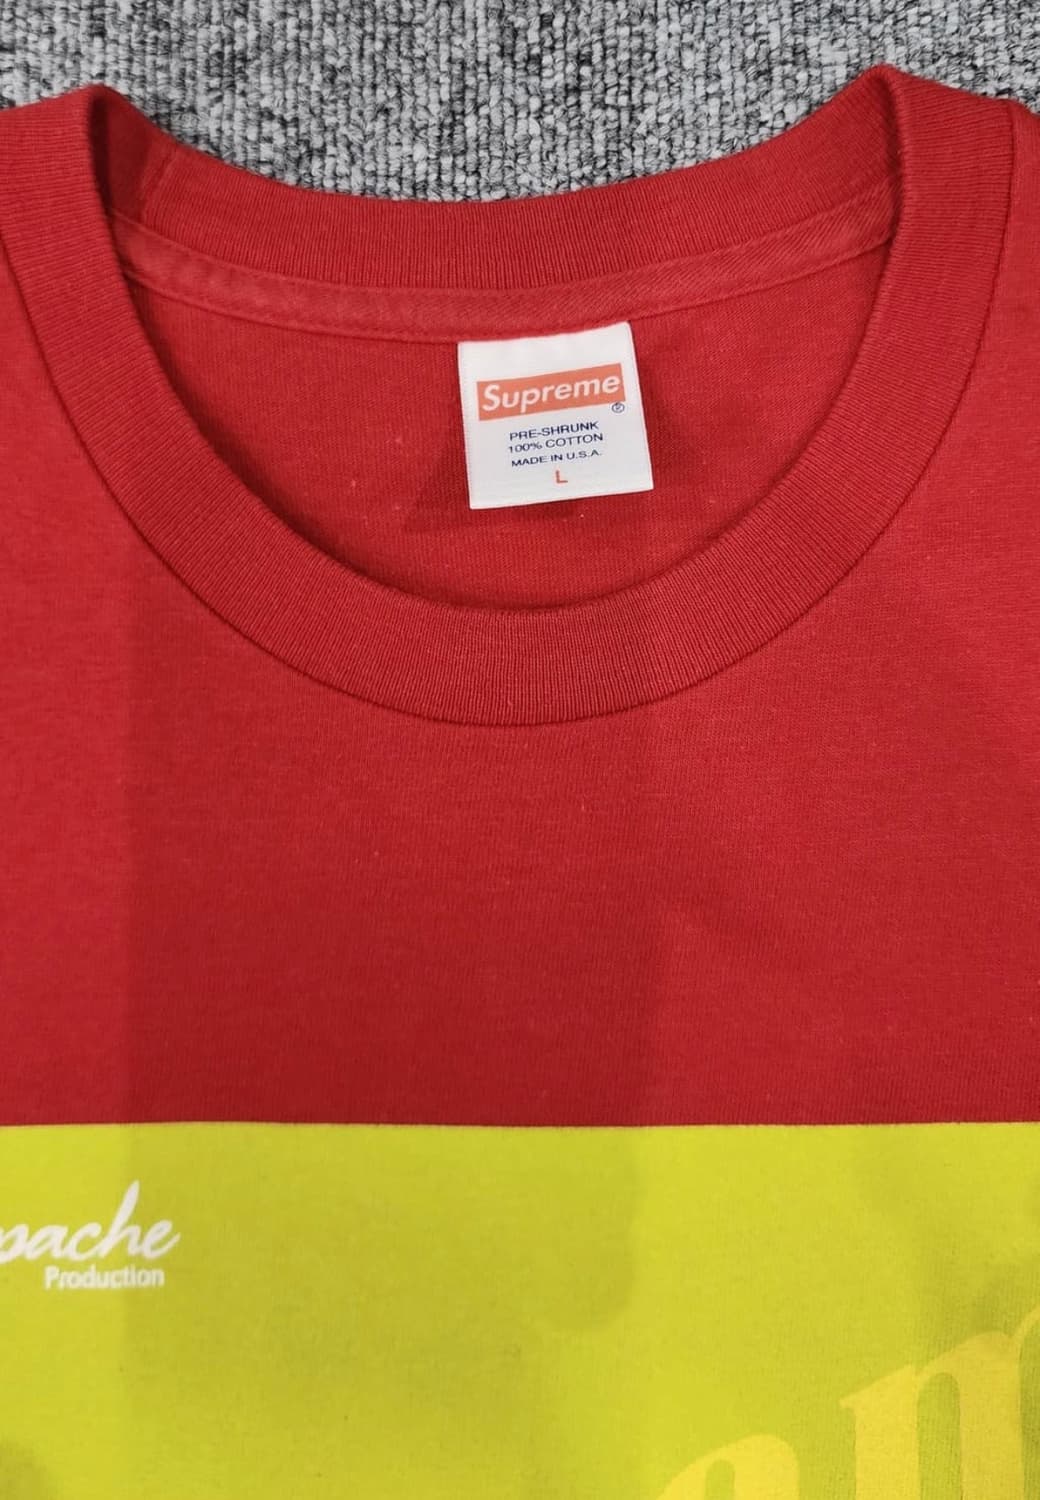 Supreme
PRE-SHRUNK
100% COTTON
MADE IN U.S.A.
L
pache
Production